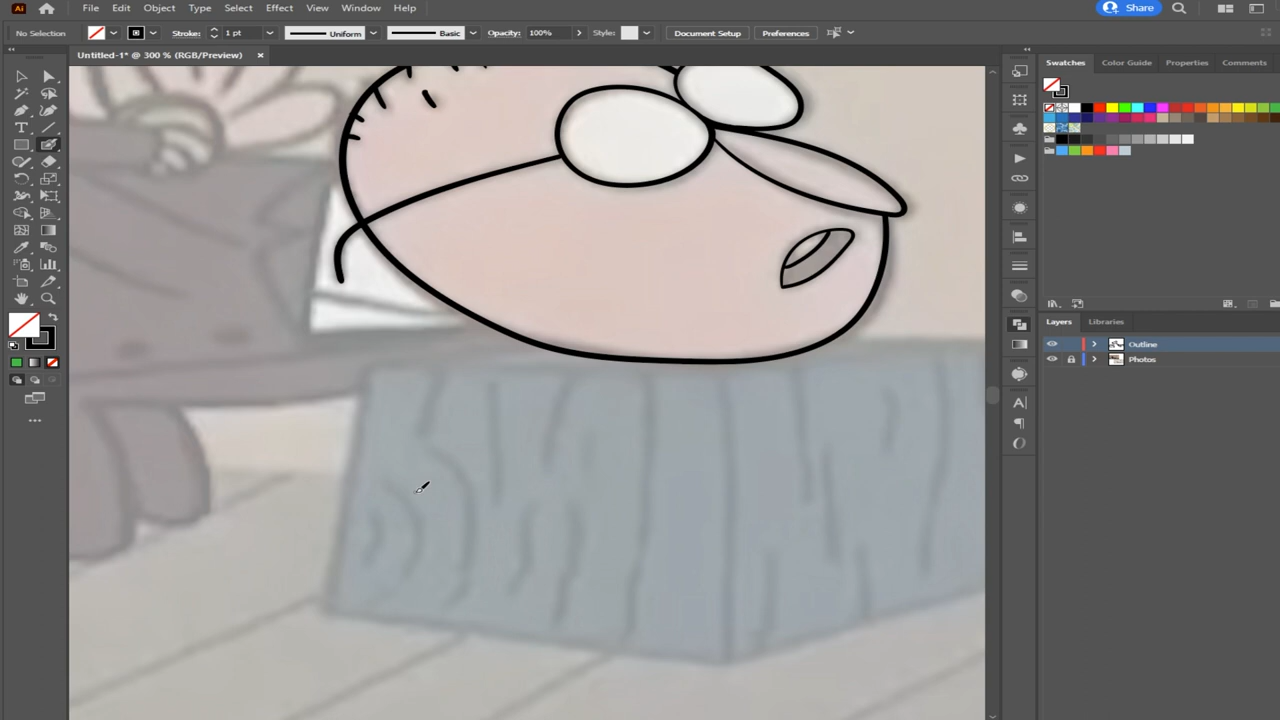 Ai File Edit Object Type Select Effect View Window Help Share
No Selection Stroke: 1 pt Uniform Basic Opacity: 100% Style: Document Setup Preferences
Untitled-1* @ 300 % (RGB/Preview) ×
Swatches Color Guide Properties Comments
Layers Libraries
Outline
Photos